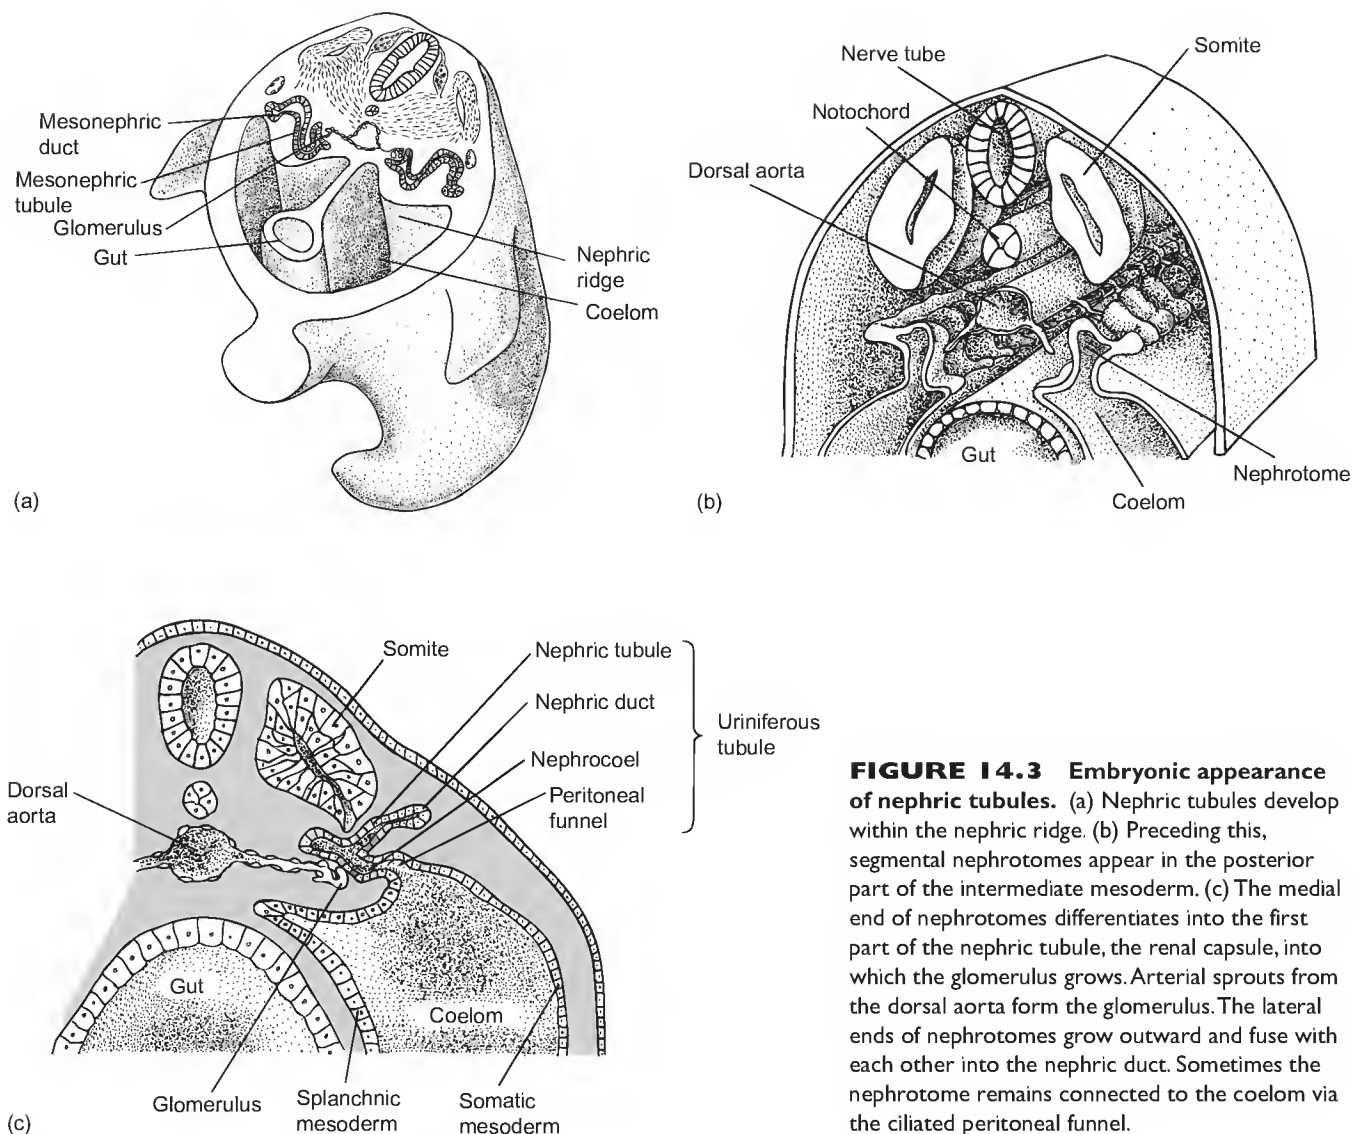 Mesonephric
duct
Mesonephric
tubule
Glomerulus
Gut
Nephric
ridge
Coelom
(a)
Nerve tube
Somite
Notochord
Dorsal aorta
Gut
Nephrotome
Coelom
(b)
Somite
Nephric tubule
Nephric duct
Nephrocoel
Peritoneal
funnel
Uriniferous
tubule
Dorsal
aorta
Gut
Coelom
Glomerulus
Splanchnic
mesoderm
Somatic
mesoderm
(c)
FIGURE 14.3 Embryonic appearance
of nephric tubules. (a) Nephric tubules develop
within the nephric ridge. (b) Preceding this,
segmental nephrotomes appear in the posterior
part of the intermediate mesoderm. (c) The medial
end of nephrotomes differentiates into the first
part of the nephric tubule, the renal capsule, into
which the glomerulus grows. Arterial sprouts from
the dorsal aorta form the glomerulus. The lateral
ends of nephrotomes grow outward and fuse with
each other into the nephric duct. Sometimes the
nephrotome remains connected to the coelom via
the ciliated peritoneal funnel.